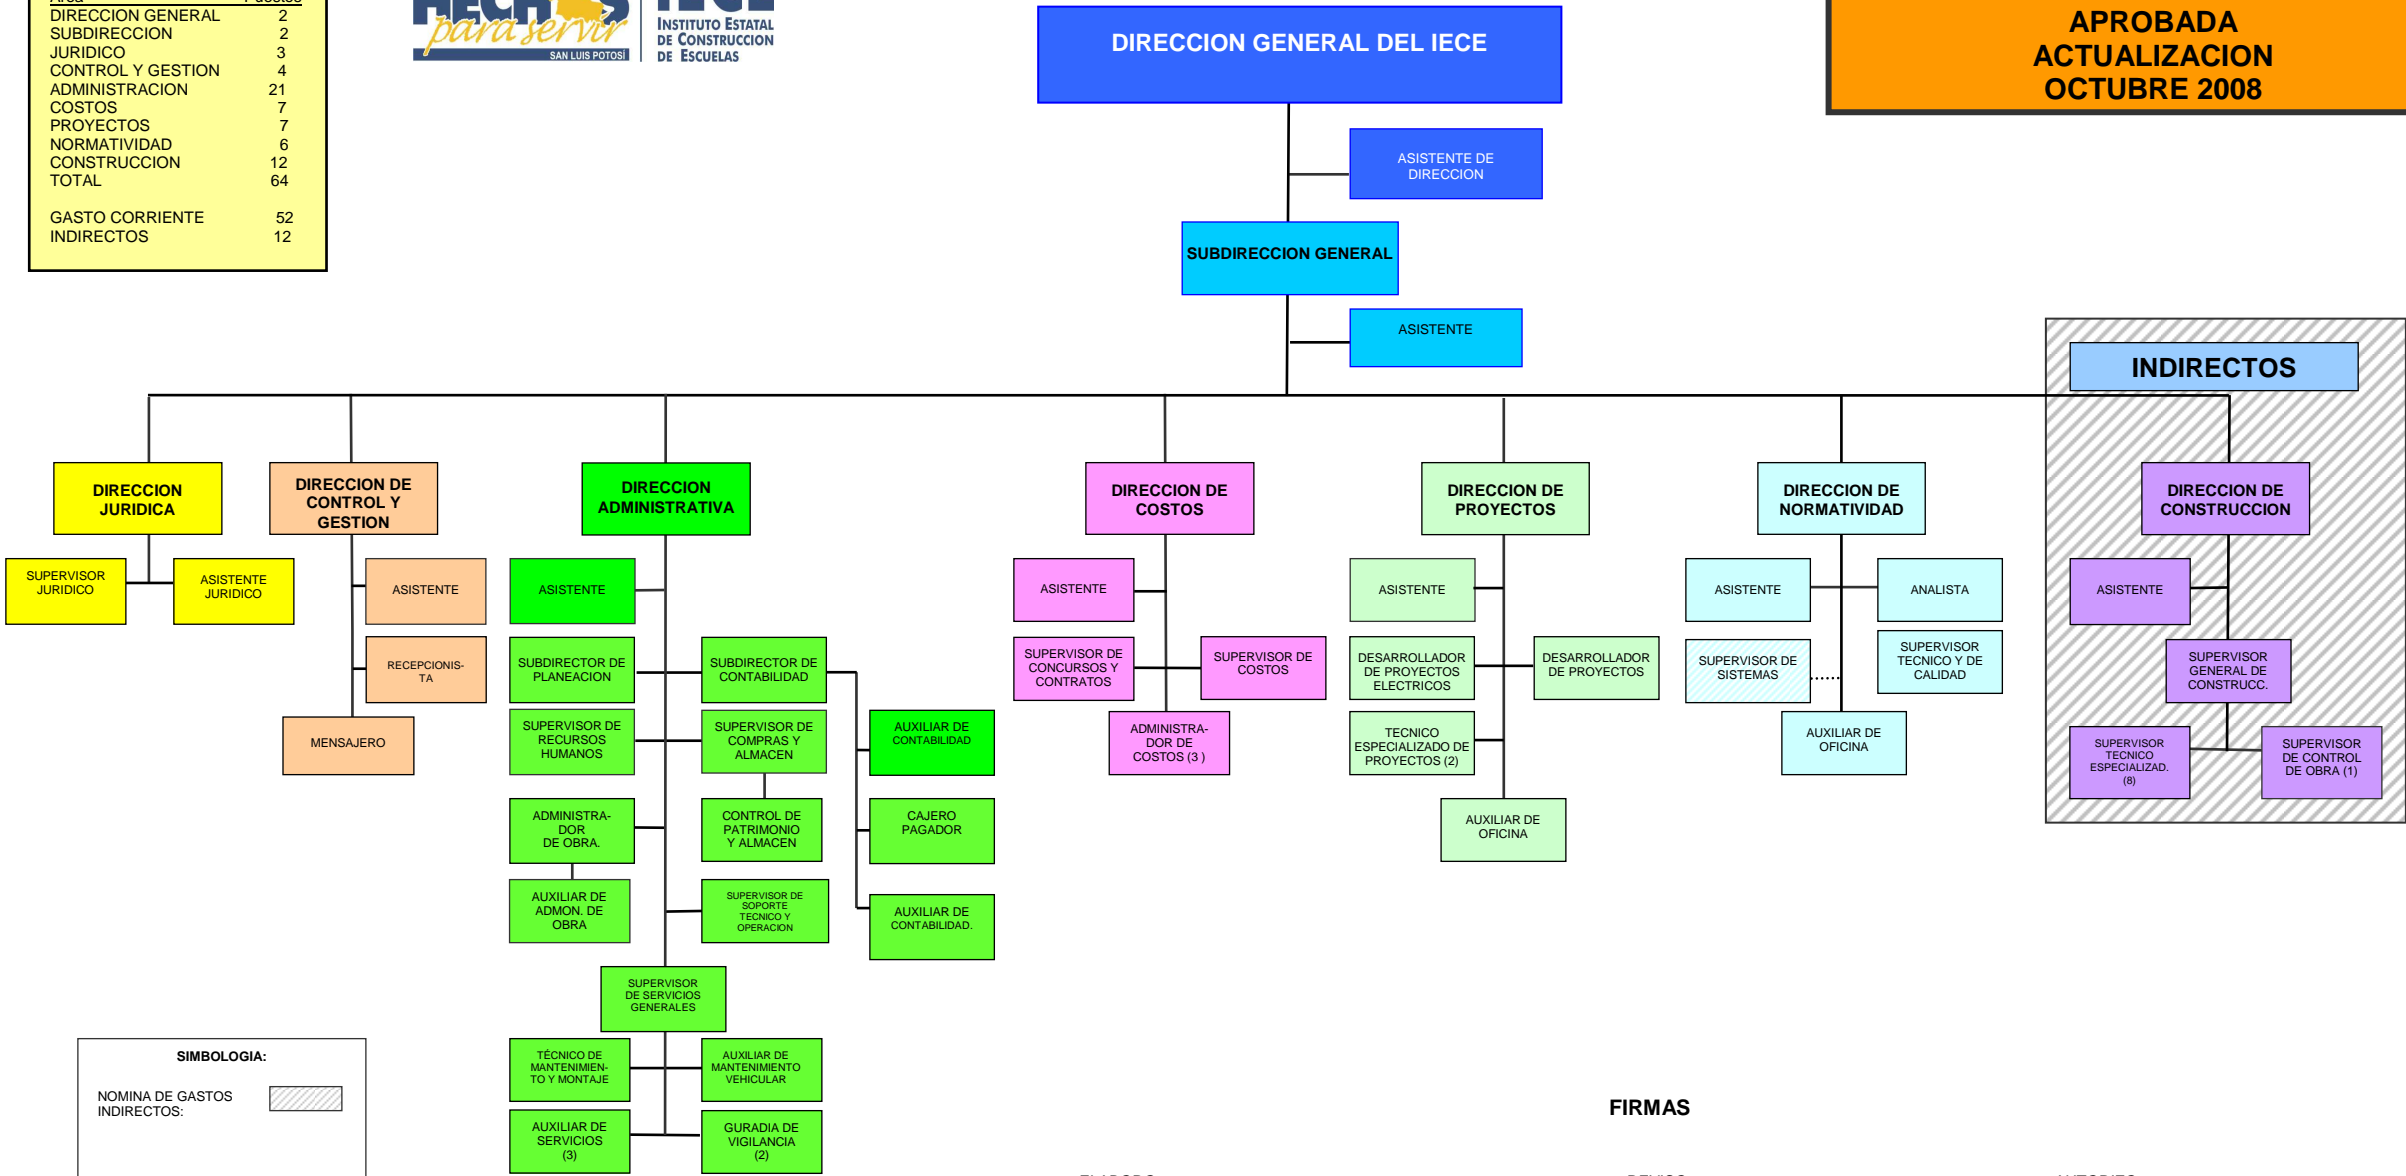 Area Puestos
DIRECCION GENERAL 2
SUBDIRECCION 2
JURIDICO 3
CONTROL Y GESTION 4
ADMINISTRACION 21
COSTOS 7
PROYECTOS 7
NORMATIVIDAD 6
CONSTRUCCION 12
TOTAL 64
GASTO CORRIENTE 52
INDIRECTOS 12
HECHOS
para servir
SAN LUIS POTOSÍ
IECE
INSTITUTO ESTATAL
DE CONSTRUCCION
DE ESCUELAS
DIRECCION GENERAL DEL IECE
APROBADA
ACTUALIZACION
OCTUBRE 2008
ASISTENTE DE
DIRECCION
SUBDIRECCION GENERAL
ASISTENTE
INDIRECTOS
DIRECCION
JURIDICA
DIRECCION DE
CONTROL Y
GESTION
DIRECCION
ADMINISTRATIVA
DIRECCION DE
COSTOS
DIRECCION DE
PROYECTOS
DIRECCION DE
NORMATIVIDAD
DIRECCION DE
CONSTRUCCION
SUPERVISOR
JURIDICO
ASISTENTE
JURIDICO
ASISTENTE
RECEPCIONIS-
TA
MENSAJERO
ASISTENTE
SUBDIRECTOR DE
PLANEACION
SUBDIRECTOR DE
CONTABILIDAD
SUPERVISOR DE
RECURSOS
HUMANOS
SUPERVISOR DE
COMPRAS Y
ALMACEN
AUXILIAR DE
CONTABILIDAD
ADMINISTRA-
DOR
DE OBRA.
CONTROL DE
PATRIMONIO
Y ALMACEN
CAJERO
PAGADOR
AUXILIAR DE
ADMON. DE
OBRA
SUPERVISOR DE
SOPORTE
TECNICO Y
OPERACION
AUXILIAR DE
CONTABILIDAD.
SUPERVISOR
DE SERVICIOS
GENERALES
TÉCNICO DE
MANTENIMIEN-
TO Y MONTAJE
AUXILIAR DE
MANTENIMIENTO
VEHICULAR
AUXILIAR DE
SERVICIOS
(3)
GURADIA DE
VIGILANCIA
(2)
ASISTENTE
SUPERVISOR DE
CONCURSOS Y
CONTRATOS
SUPERVISOR DE
COSTOS
ADMINISTRA-
DOR DE
COSTOS (3 )
ASISTENTE
DESARROLLADOR
DE PROYECTOS
ELECTRICOS
DESARROLLADOR
DE PROYECTOS
TECNICO
ESPECIALIZADO DE
PROYECTOS (2)
AUXILIAR DE
OFICINA
ASISTENTE
ANALISTA
SUPERVISOR DE
SISTEMAS
SUPERVISOR
TECNICO Y DE
CALIDAD
AUXILIAR DE
OFICINA
ASISTENTE
SUPERVISOR
GENERAL DE
CONSTRUCC.
SUPERVISOR
TECNICO
ESPECIALIZAD.
(8)
SUPERVISOR
DE CONTROL
DE OBRA (1)
SIMBOLOGIA:
NOMINA DE GASTOS
INDIRECTOS:
FIRMAS